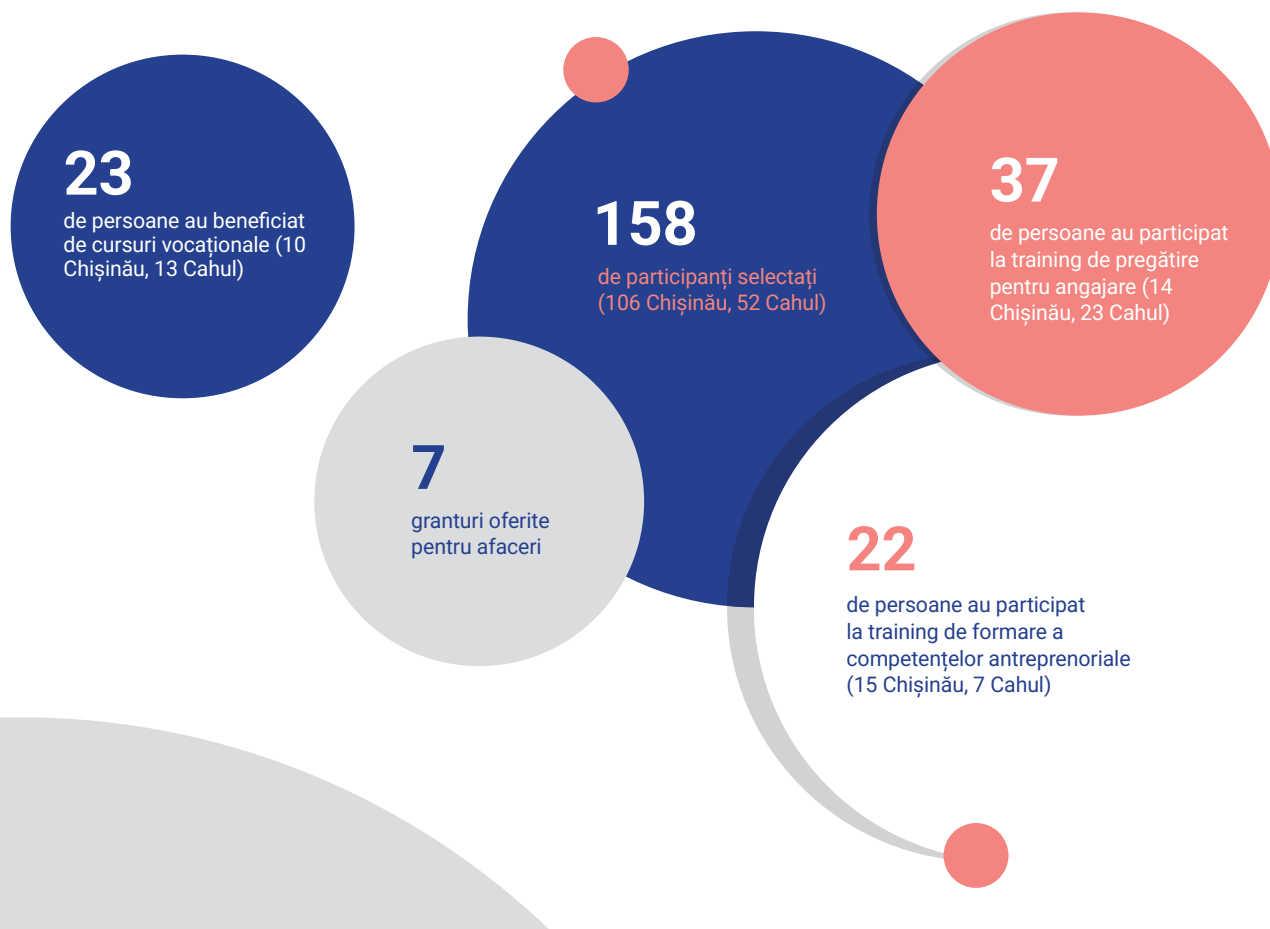 23
de persoane au beneficiat
de cursuri vocaționale (10
Chișinău, 13 Cahul)
158
de participanți selectați
(106 Chișinău, 52 Cahul)
37
de persoane au participat
la training de pregătire
pentru angajare (14
Chișinău, 23 Cahul)
7
granturi oferite
pentru afaceri
22
de persoane au participat
la training de formare a
competențelor antreprenoriale
(15 Chișinău, 7 Cahul)